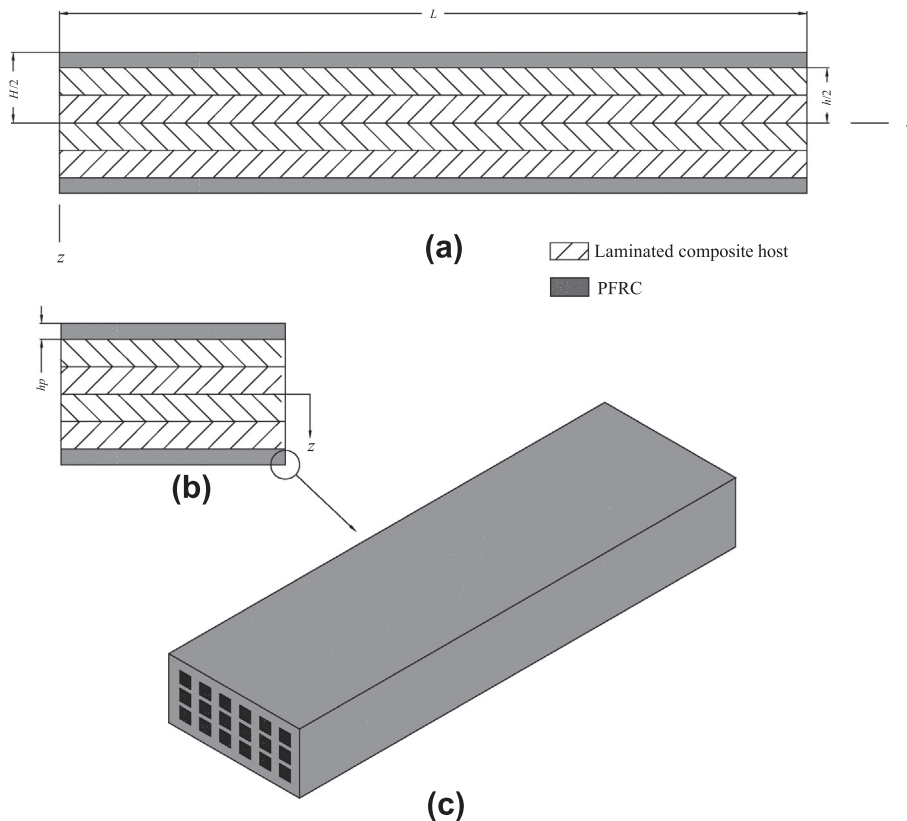 L
H/2
h/2
z
(a)
Laminated composite host
PFRC
hp
z
(b)
(c)